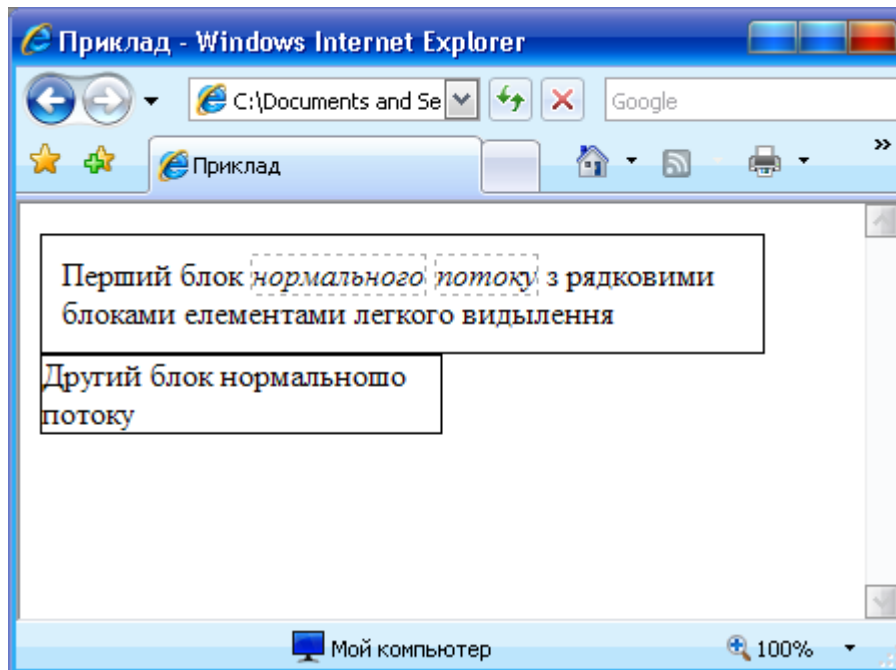 Приклад - Windows Internet Explorer
C:\Documents and Se
Google
Приклад
»
Перший блок нормального потоку з рядковими
блоками елементами легкого видылення
Другий блок нормальношо
потоку
Мой компьютер
100%